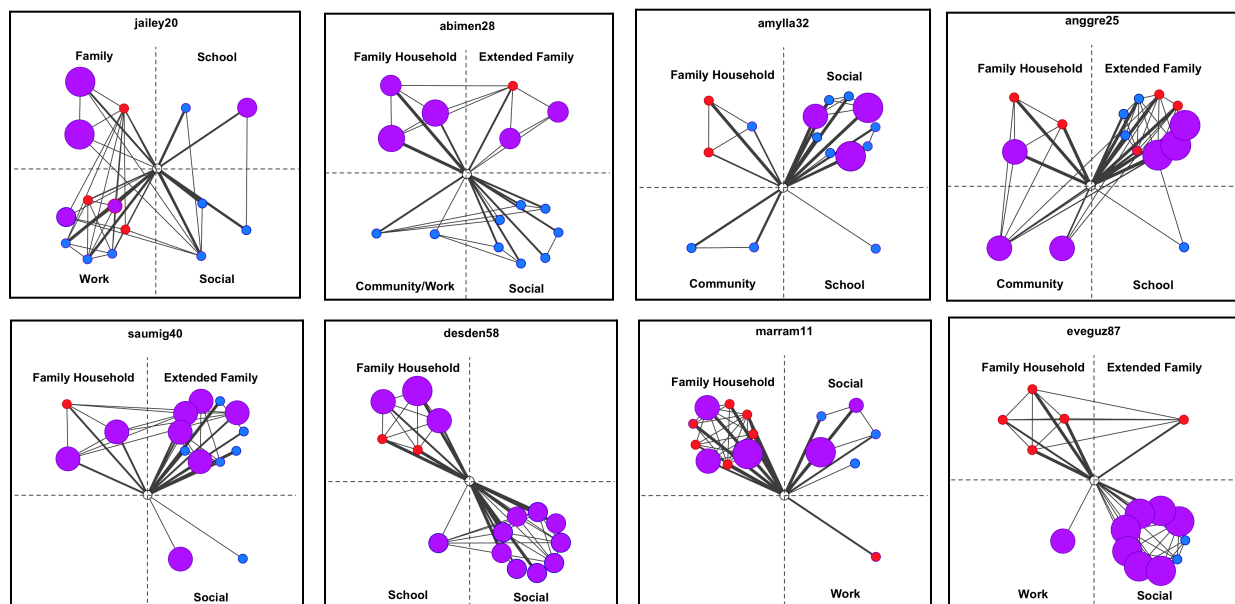 jailey20
Family School
Work Social
abimen28
Family Household Extended Family
Community/Work Social
amylla32
Family Household Social
Community School
anggre25
Family Household Extended Family
Community School
saumig40
Family Household Extended Family
Social
desden58
Family Household
School Social
marram11
Family Household Social
Work
eveguz87
Family Household Extended Family
Work Social